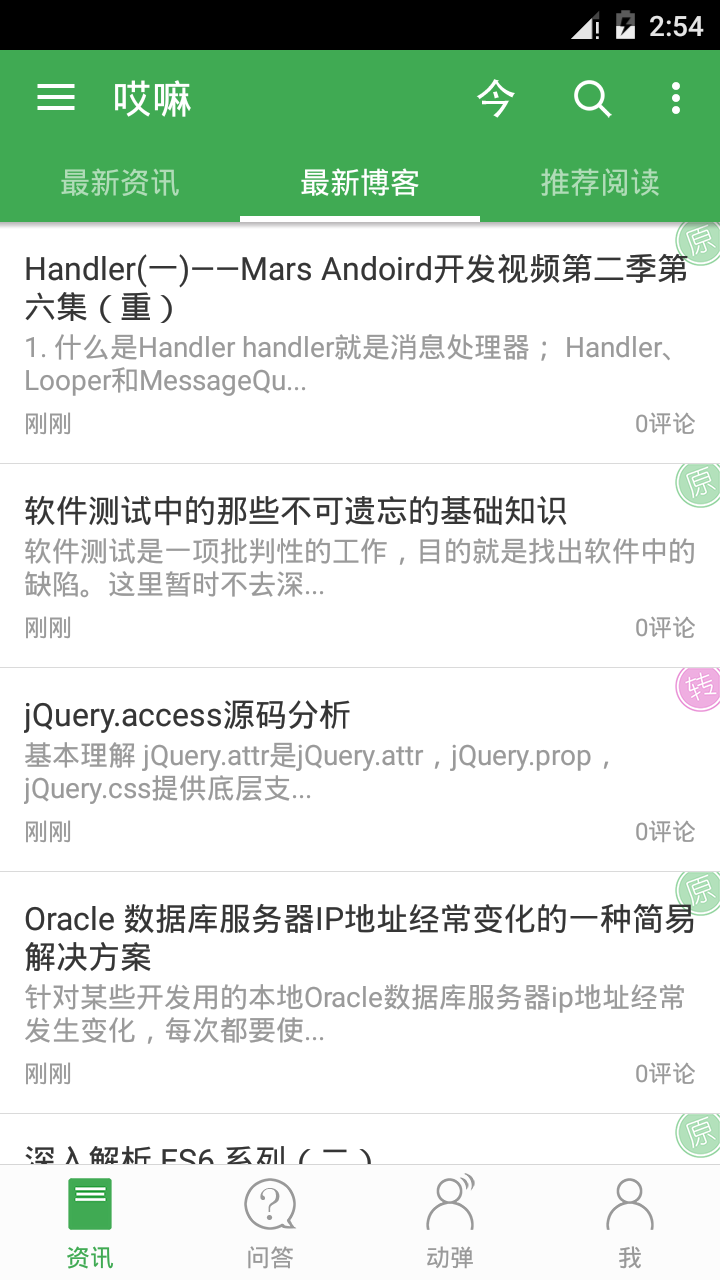 2:54
哎嘛 今
最新资讯 最新博客 推荐阅读
原
Handler(一)——Mars Andoird开发视频第二季第
六集（重）
1. 什么是Handler handler就是消息处理器； Handler、
Looper和MessageQu...
刚刚 0评论
原
软件测试中的那些不可遗忘的基础知识
软件测试是一项批判性的工作，目的就是找出软件中的
缺陷。这里暂时不去深...
刚刚 0评论
转
jQuery.access源码分析
基本理解 jQuery.attr是jQuery.attr，jQuery.prop，
jQuery.css提供底层支...
刚刚 0评论
原
Oracle 数据库服务器IP地址经常变化的一种简易
解决方案
针对某些开发用的本地Oracle数据库服务器ip地址经常
发生变化，每次都要使...
刚刚 0评论
原
深入解析 ES6 系列（二）
资讯 问答 动弹 我